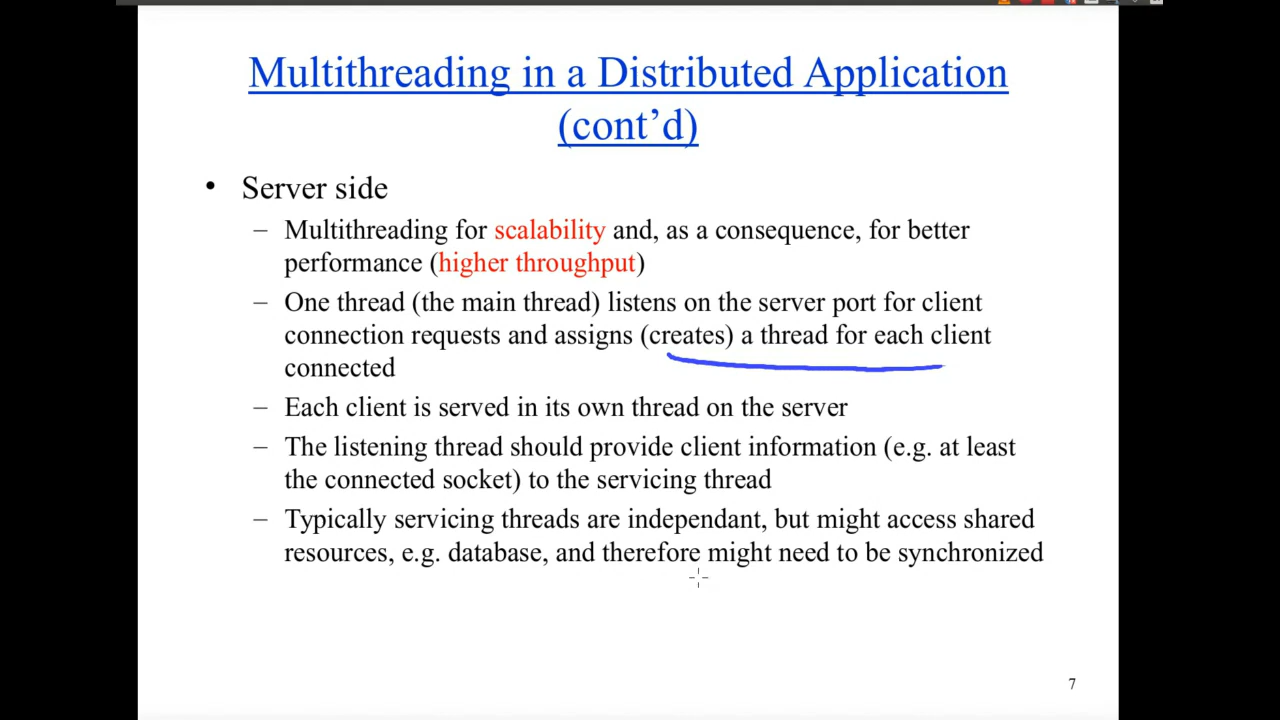 Multithreading in a Distributed Application
(cont’d)
• Server side
– Multithreading for scalability and, as a consequence, for better
performance (higher throughput)
– One thread (the main thread) listens on the server port for client
connection requests and assigns (creates) a thread for each client
connected
– Each client is served in its own thread on the server
– The listening thread should provide client information (e.g. at least
the connected socket) to the servicing thread
– Typically servicing threads are independant, but might access shared
resources, e.g. database, and therefore might need to be synchronized
7